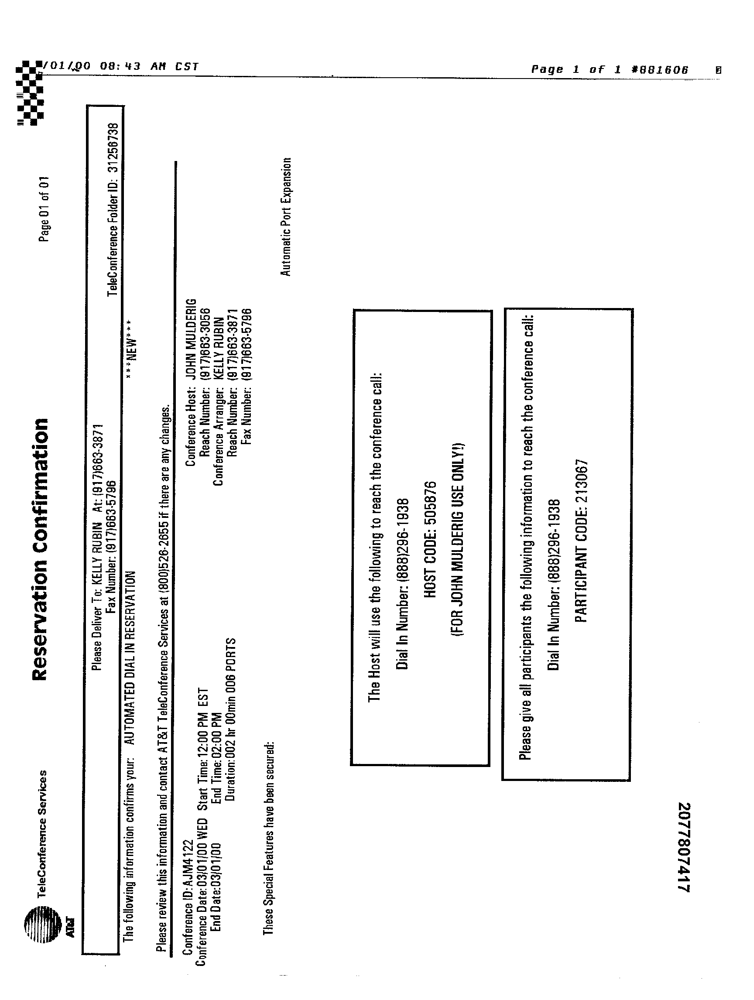 /01/00 08:43 AM CST Page 1 of 1 #881606
AT&T TeleConference Services
Reservation Confirmation
Page 01 of 01
Please Deliver To: KELLY RUBIN At: (917)663-3871
Fax Number: (917)663-5796
TeleConference Folder ID: 31258738
The following information confirms your: AUTOMATED DIAL IN RESERVATION ***NEW***
Please review this information and contact AT&T TeleConference Services at (800)526-2655 if there are any changes.
Conference ID:AJM4122
Conference Date:03/01/00 WED Start Time:12:00 PM EST
End Date:03/01/00 End Time:02:00 PM
Duration:002 hr 00min 006 PORTS
Conference Host: JOHN MULDERIG
Reach Number: (917)663-3056
Conference Arranger: KELLY RUBIN
Reach Number: (917)663-3871
Fax Number: (917)663-5796
These Special Features have been secured:
Automatic Port Expansion
The Host will use the following to reach the conference call:
Dial In Number: (888)296-1938
HOST CODE: 505876
(FOR JOHN MULDERIG USE ONLY!)
Please give all participants the following information to reach the conference call:
Dial In Number: (888)296-1938
PARTICIPANT CODE: 213067
2077807417